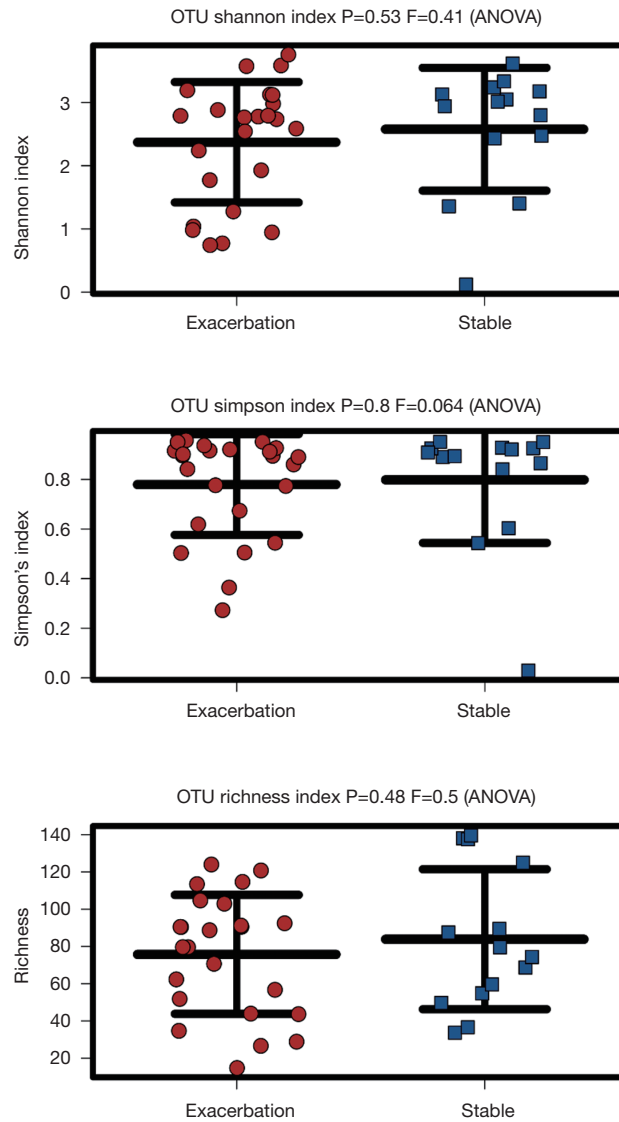 OTU shannon index P=0.53 F=0.41 (ANOVA)
Shannon index
3
2
1
0
Exacerbation Stable
OTU simpson index P=0.8 F=0.064 (ANOVA)
Simpson's index
0.8
0.6
0.4
0.2
0.0
Exacerbation Stable
OTU richness index P=0.48 F=0.5 (ANOVA)
Richness
140
120
100
80
60
40
20
Exacerbation Stable